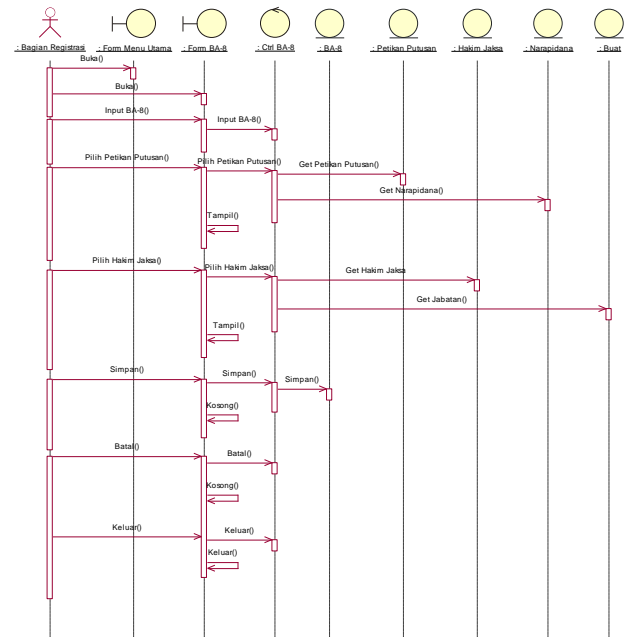 : Bagian Registrasi
: Form Menu Utama
: Form BA-8
: Ctrl BA-8
: BA-8
: Petikan Putusan
: Hakim Jaksa
: Narapidana
: Buat
Buka()
Buka()
Input BA-8()
Input BA-8()
Pilih Petikan Putusan()
Pilih Petikan Putusan()
Get Petikan Putusan()
Get Narapidana()
Tampil()
Pilih Hakim Jaksa()
Pilih Hakim Jaksa()
Get Hakim Jaksa
Get Jabatan()
Tampil()
Simpan()
Simpan()
Simpan()
Kosong()
Batal()
Batal()
Kosong()
Keluar()
Keluar()
Keluar()